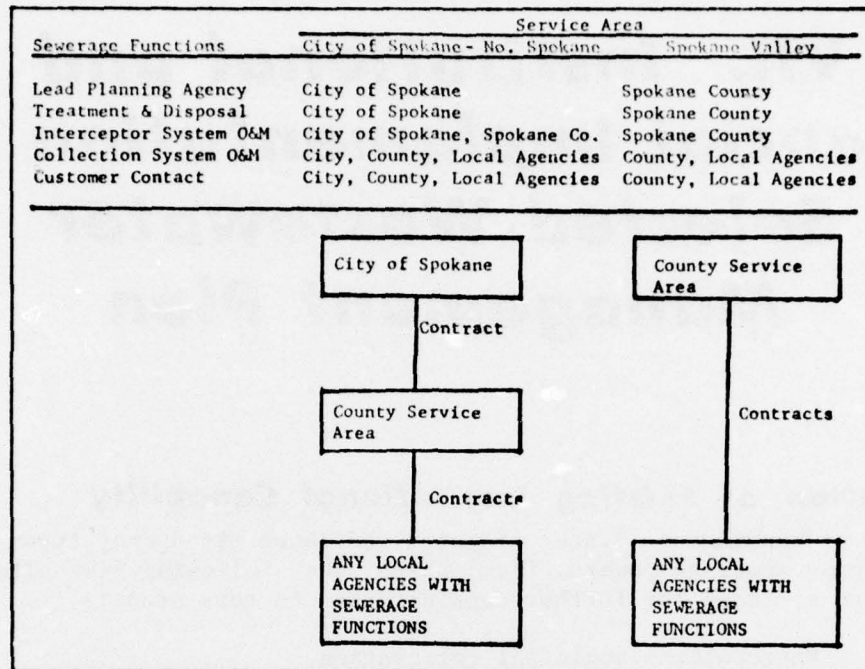 Service Area
Sewerage Functions City of Spokane - No. Spokane Spokane Valley
Lead Planning Agency City of Spokane Spokane County
Treatment & Disposal City of Spokane Spokane County
Interceptor System O&M City of Spokane, Spokane Co. Spokane County
Collection System O&M City, County, Local Agencies County, Local Agencies
Customer Contact City, County, Local Agencies County, Local Agencies
City of Spokane
County Service
Area
Contract
County Service
Area
Contracts
Contracts
ANY LOCAL
AGENCIES WITH
SEWERAGE
FUNCTIONS
ANY LOCAL
AGENCIES WITH
SEWERAGE
FUNCTIONS